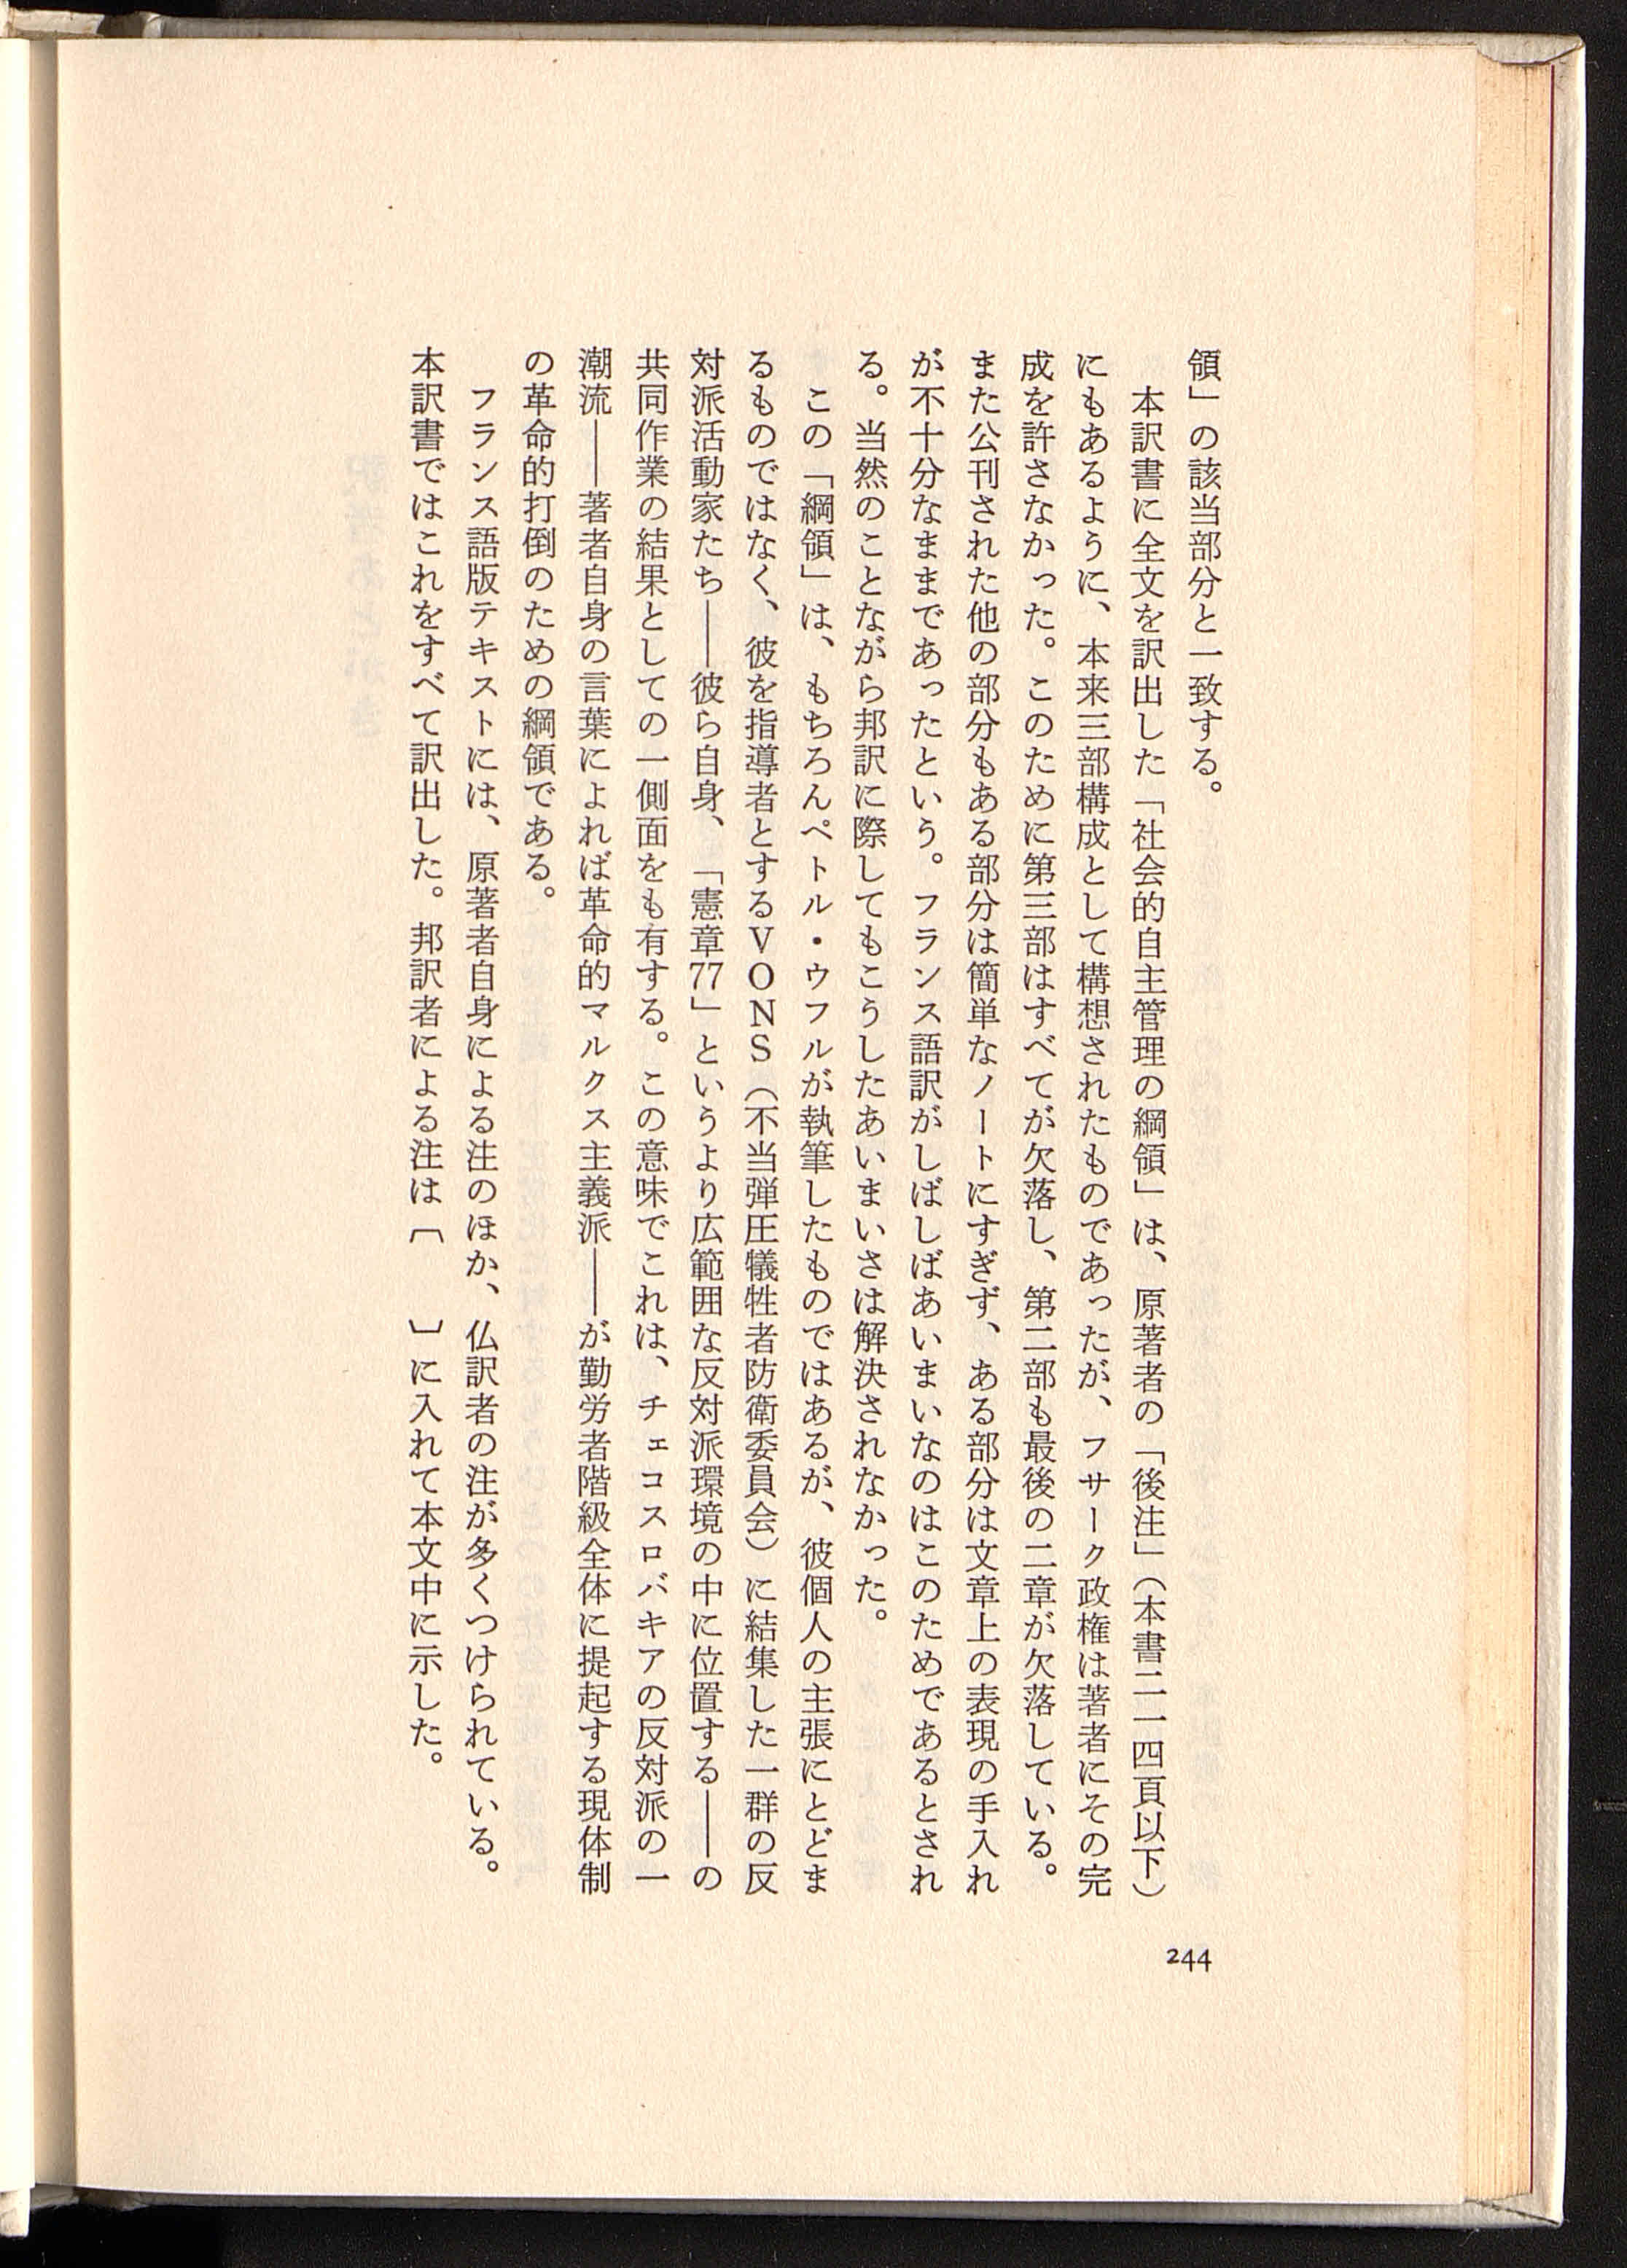 領」の該当部分と一致する。
本訳書に全文を訳出した「社会的自主管理の綱領」は、原著者の「後注」（本書二一四頁以下）
にもあるように、本来三部構成として構想されたものであったが、フサーク政権は著者にその完
成を許さなかった。このために第三部はすべてが欠落し、第二部も最後の二章が欠落している。
また公刊された他の部分もある部分は簡単なノートにすぎず、ある部分は文章上の表現の手入れ
が不十分なままであったという。フランス語訳がしばしばあいまいなのはこのためであるとされ
る。当然のことながら邦訳に際してもこうしたあいまいさは解決されなかった。
この「綱領」は、もちろんペトル・ウフルが執筆したものではあるが、彼個人の主張にとどま
るものではなく、彼を指導者とするVONS（不当弾圧犠牲者防衛委員会）に結集した一群の反
対派活動家たち――彼ら自身、「憲章77」というより広範囲な反対派環境の中に位置する――の
共同作業の結果としての一側面をも有する。この意味でこれは、チェコスロバキアの反対派の一
潮流――著者自身の言葉によれば革命的マルクス主義派――が勤労者階級全体に提起する現体制
の革命的打倒のための綱領である。
フランス語版テキストには、原著者自身による注のほか、仏訳者の注が多くつけられている。
本訳書ではこれをすべて訳出した。邦訳者による注は〔　　〕に入れて本文中に示した。
244